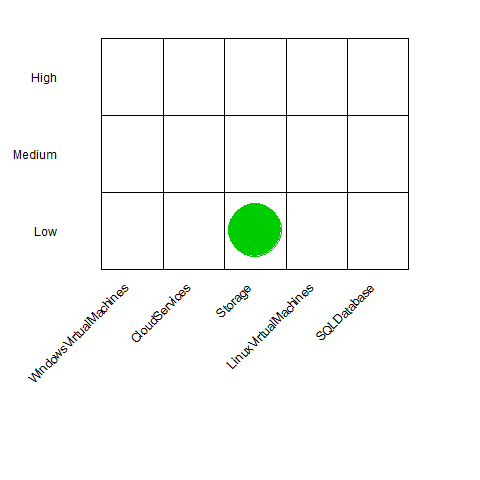 High
Medium
Low
WindowsVirtualMachines
CloudServices
Storage
LinuxVirtualMachines
SQLDatabase